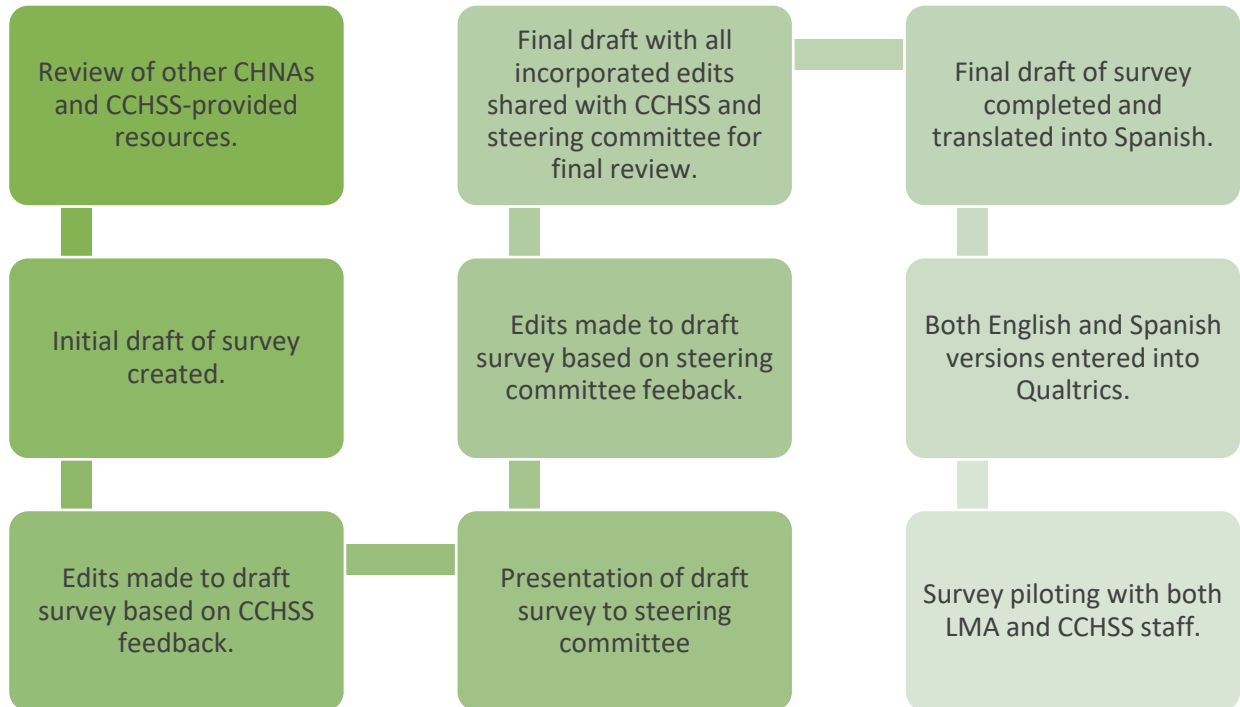 Review of other CHNAs
and CCHSS-provided
resources.
Initial draft of survey
created.
Edits made to draft
survey based on CCHSS
feedback.
Presentation of draft
survey to steering
committee
Edits made to draft
survey based on steering
committee feeback.
Final draft with all
incorporated edits
shared with CCHSS and
steering committee for
final review.
Final draft of survey
completed and
translated into Spanish.
Both English and Spanish
versions entered into
Qualtrics.
Survey piloting with both
LMA and CCHSS staff.